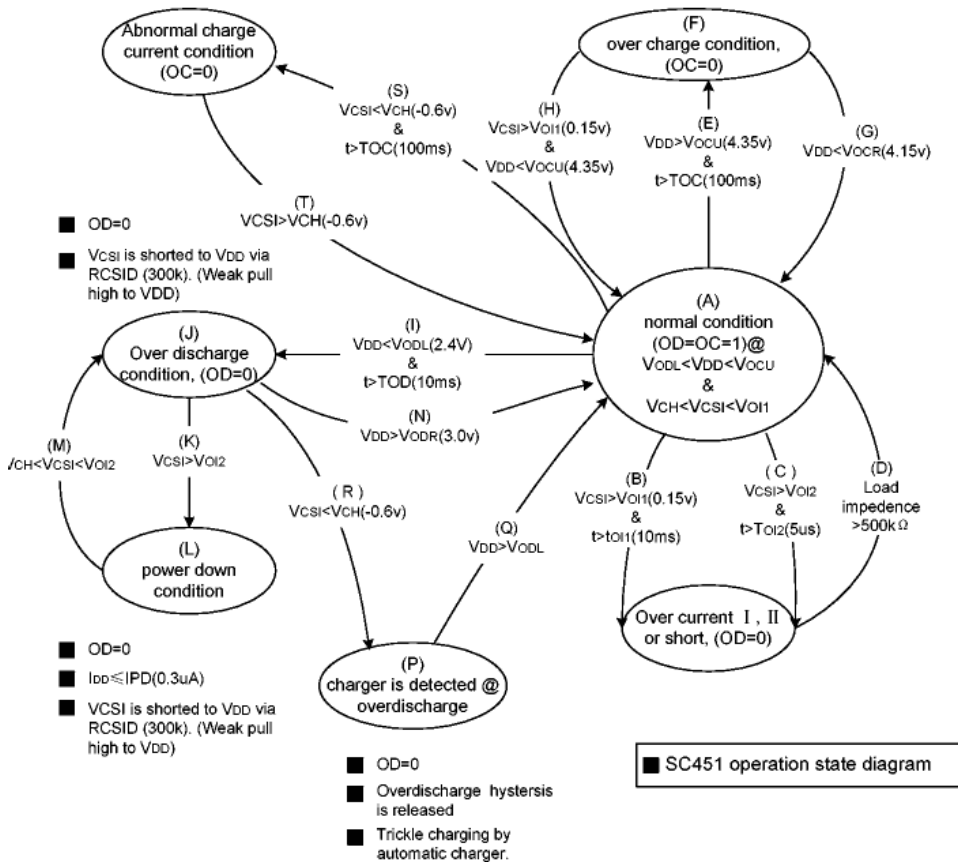 Abnormal charge
current condition
(OC=0)
(F)
over charge condition,
(OC=0)
(S)
VCSI<VCH(-0.6v)
&
t>TOC(100ms)
(H)
VCSI>VOI1(0.15v)
&
VDD<VOCU(4.35v)
(E)
VDD>VOCU(4.35v)
&
t>TOC(100ms)
(G)
VDD<VOCR(4.15v)
(T)
VCSI>VCH(-0.6v)
OD=0
VCSI is shorted to VDD via
RCSID (300k). (Weak pull
high to VDD)
(J)
Over discharge
condition, (OD=0)
(I)
VDD<VODL(2.4V)
&
t>TOD(10ms)
(A)
normal condition
(OD=OC=1)@
VODL<VDD<VOCU
&
VCH<VCSI<VOI1
(N)
VDD>VODR(3.0v)
(M)
VCH<VCSI<VOI2
(K)
VCSI>VOI2
( R )
VCSI<VCH(-0.6v)
(Q)
VDD>VODL
(B)
VCSI>VOI1(0.15v)
&
t>tOI1(10ms)
( C )
VCSI>VOI2
&
t>TOI2(5us)
(D)
Load
impedence
>500kΩ
(L)
power down
condition
Over current Ⅰ, Ⅱ
or short, (OD=0)
OD=0
IDD≤IPD(0.3uA)
VCSI is shorted to VDD via
RCSID (300k). (Weak pull
high to VDD)
(P)
charger is detected @
overdischarge
OD=0
Overdischarge hystersis
is released
Trickle charging by
automatic charger.
SC451 operation state diagram